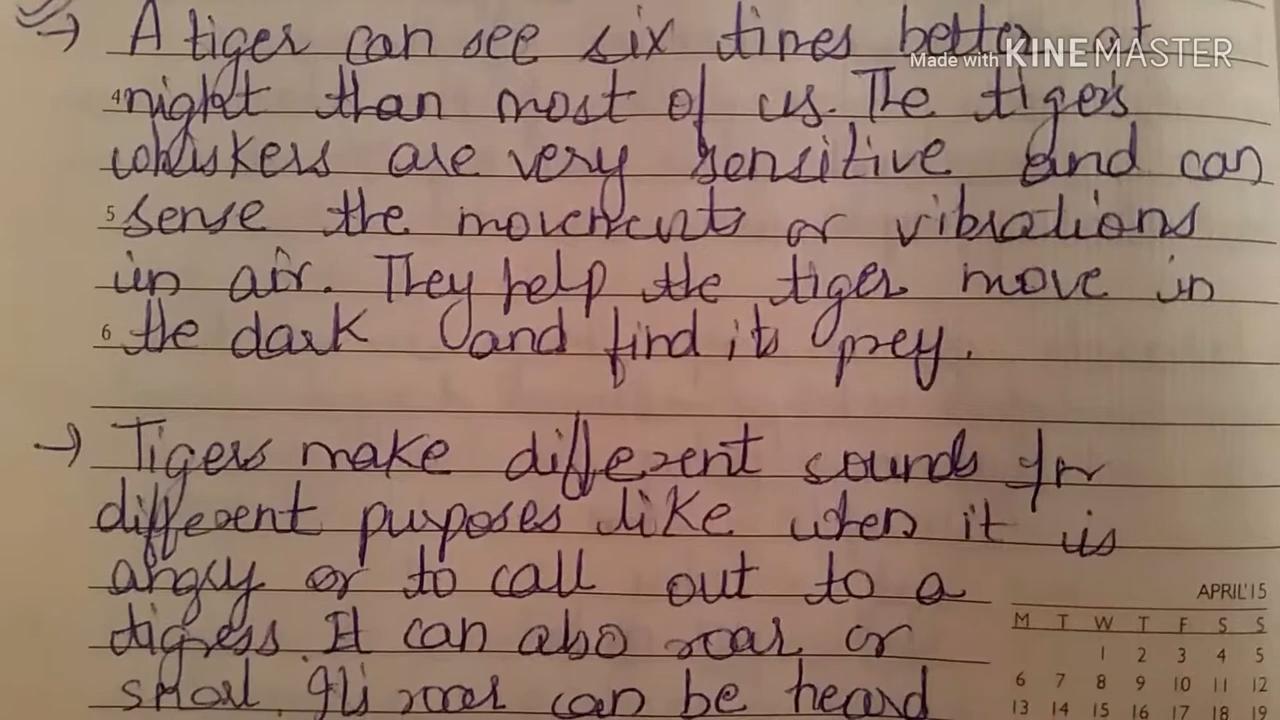 → A tiger can see six times better at
Made with KINEMASTER
4 night than most of us. The tiger's
whiskers are very sensitive and can
5 sense the movements or vibrations
in air. They help the tiger move in
6 the dark and find its prey.
→ Tigers make different sounds for
different purposes like when it is
angry or to call out to a
tigress. It can also roar or
snarl. Its roar can be heard
APRIL'15
M T W T F S S
1 2 3 4 5
6 7 8 9 10 11 12
13 14 15 16 17 18 19